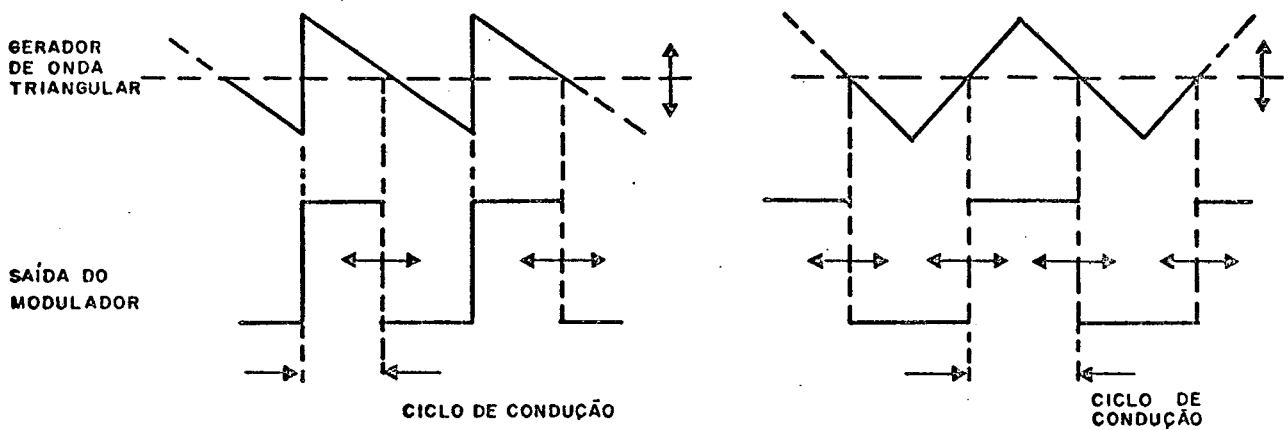 GERADOR
DE ONDA
TRIANGULAR
SAÍDA DO
MODULADOR
CICLO DE CONDUÇÃO
CICLO DE
CONDUÇÃO